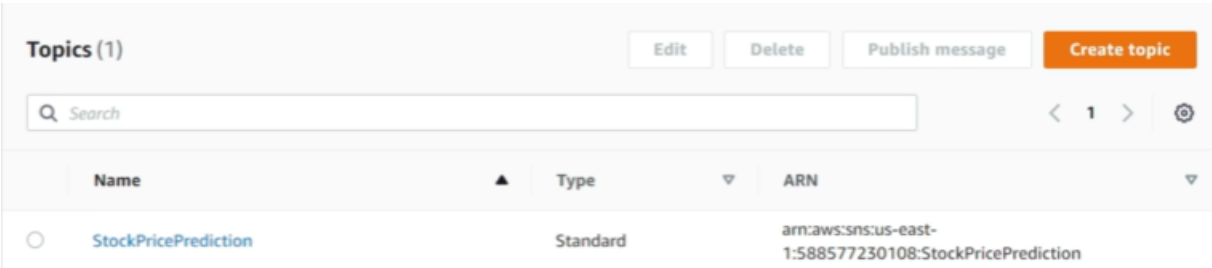 Topics (1) Edit Delete Publish message Create topic
Search 1
Name Type ARN
StockPricePrediction Standard arn:aws:sns:us-east-
1:588577230108:StockPricePrediction